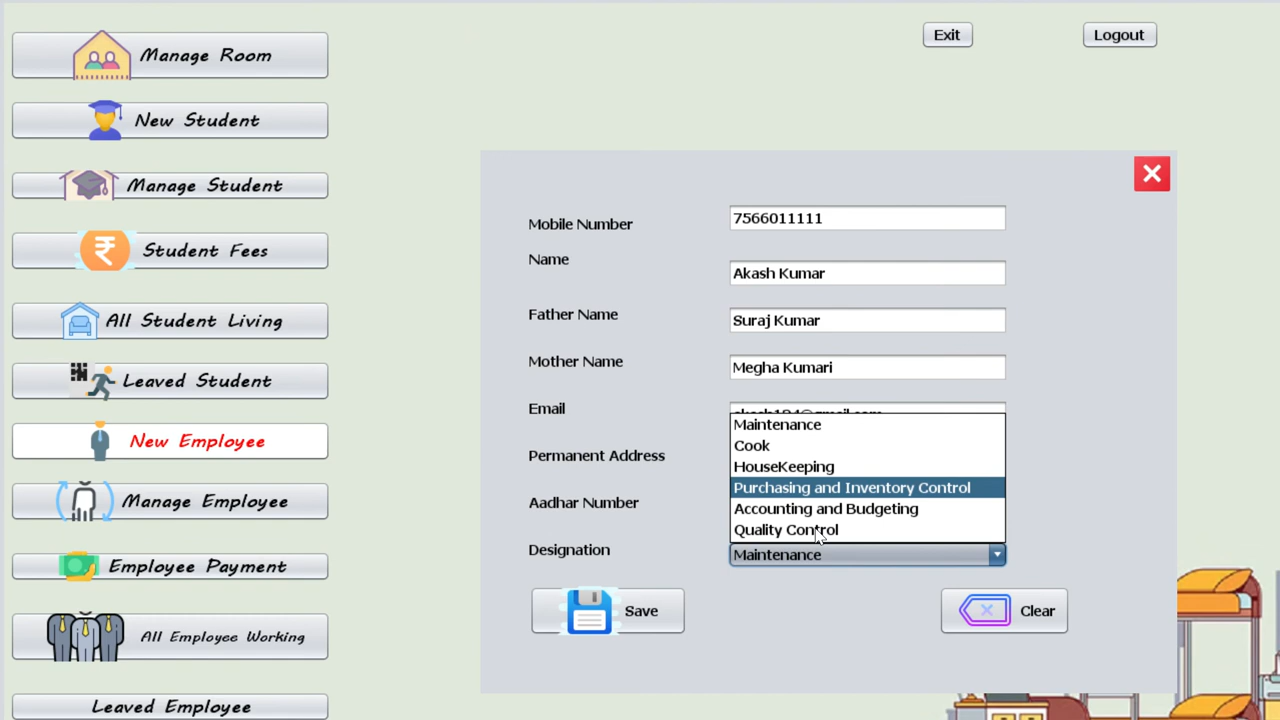 Manage Room
New Student
Manage Student
Student Fees
All Student Living
Leaved Student
New Employee
Manage Employee
Employee Payment
All Employee Working
Leaved Employee
Exit
Logout
Mobile Number 7566011111
Name Akash Kumar
Father Name Suraj Kumar
Mother Name Megha Kumari
Email
Permanent Address
Aadhar Number
Maintenance
Cook
HouseKeeping
Purchasing and Inventory Control
Accounting and Budgeting
Quality Control
Designation Maintenance
Save
Clear